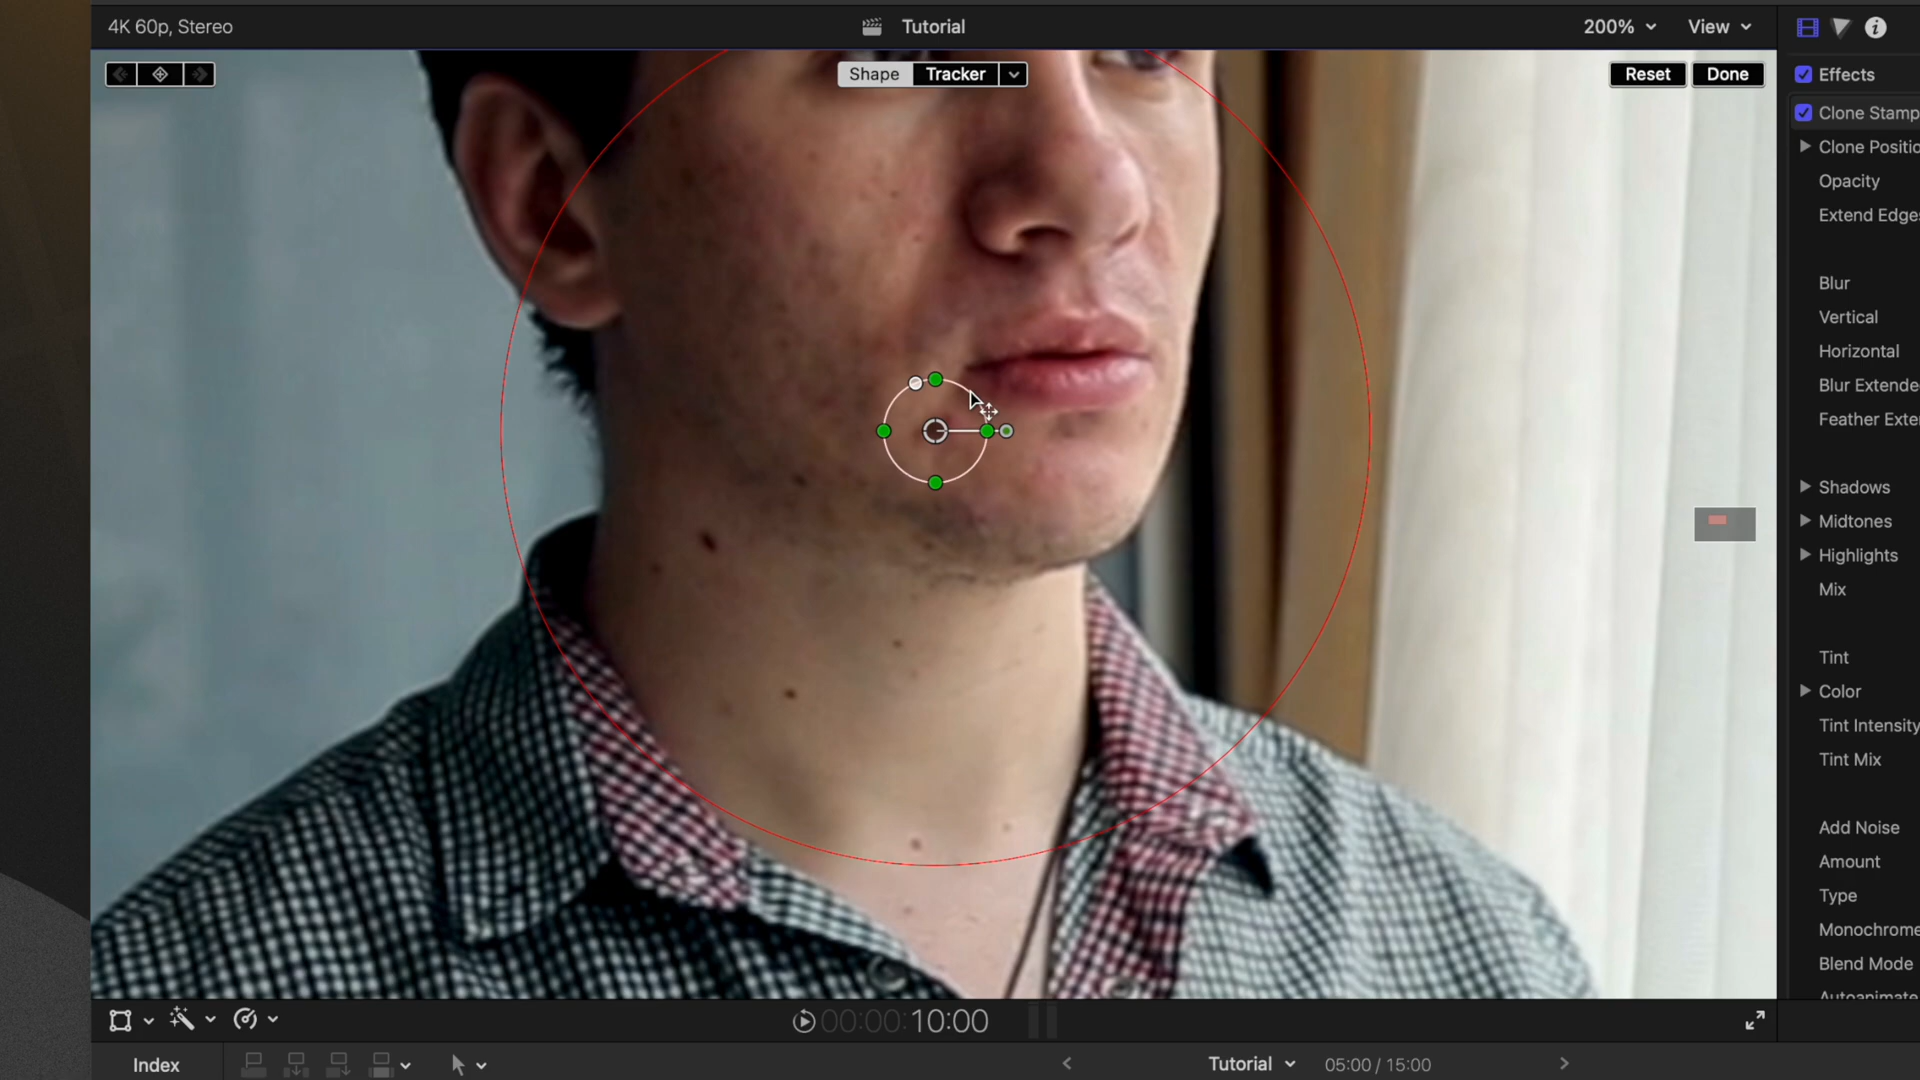 4K 60p, Stereo
Tutorial
200%
View
Shape
Tracker
Reset
Done
Effects
Clone Stamp
Clone Positio
Opacity
Extend Edges
Blur
Vertical
Horizontal
Blur Extende
Feather Exte
Shadows
Midtones
Highlights
Mix
Tint
Color
Tint Intensity
Tint Mix
Add Noise
Amount
Type
Monochrome
Blend Mode
Autoanimate
00:00:10:00
Index
Tutorial
05:00 / 15:00